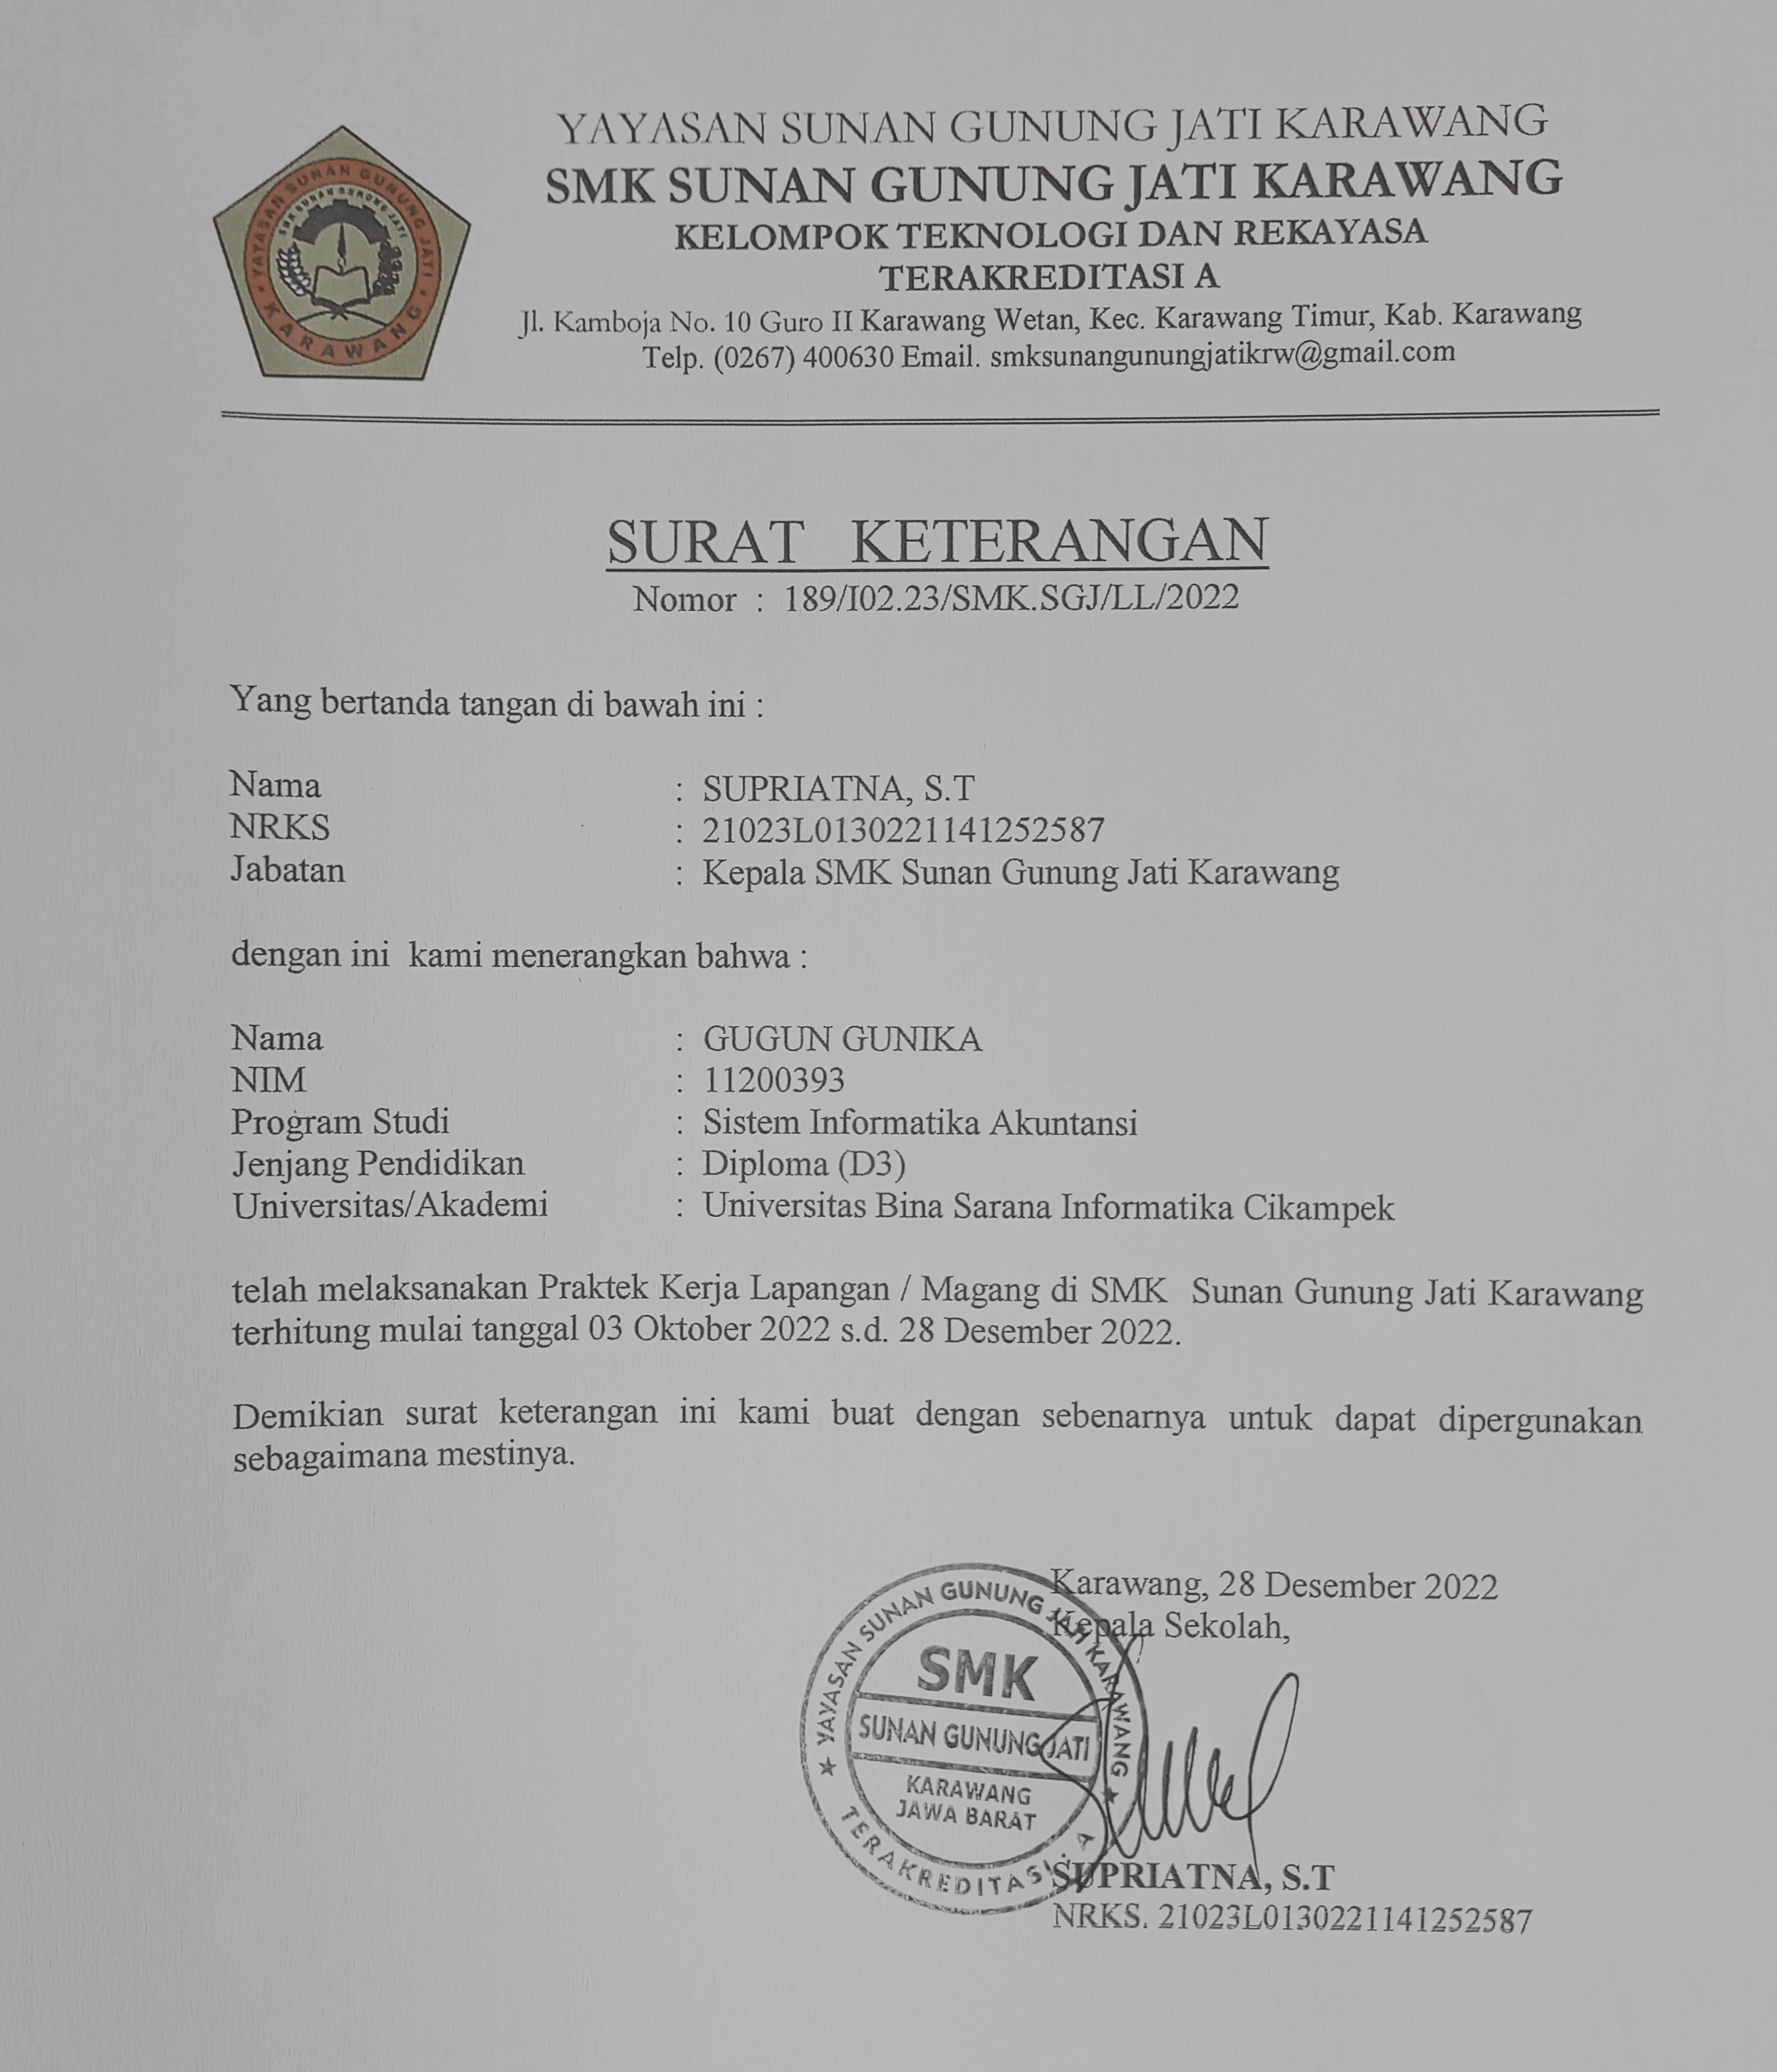 YAYASAN SUNAN GUNUNG JATI KARAWANG
SMK SUNAN GUNUNG JATI KARAWANG
KELOMPOK TEKNOLOGI DAN REKAYASA
TERAKREDITASI A
Jl. Kamboja No. 10 Guro II Karawang Wetan, Kec. Karawang Timur, Kab. Karawang
Telp. (0267) 400630 Email. smksunangunungjatikrw@gmail.com
YAYASAN SUNAN GUNUNG JATI
SMK SUNAN GUNUNG JATI
KARAWANG
SURAT KETERANGAN
Nomor : 189/I02.23/SMK.SGJ/LL/2022
Yang bertanda tangan di bawah ini :
Nama : SUPRIATNA, S.T
NRKS : 21023L0130221141252587
Jabatan : Kepala SMK Sunan Gunung Jati Karawang
dengan ini kami menerangkan bahwa :
Nama : GUGUN GUNIKA
NIM : 11200393
Program Studi : Sistem Informatika Akuntansi
Jenjang Pendidikan : Diploma (D3)
Universitas/Akademi : Universitas Bina Sarana Informatika Cikampek
telah melaksanakan Praktek Kerja Lapangan / Magang di SMK Sunan Gunung Jati Karawang
terhitung mulai tanggal 03 Oktober 2022 s.d. 28 Desember 2022.
Demikian surat keterangan ini kami buat dengan sebenarnya untuk dapat dipergunakan
sebagaimana mestinya.
Karawang, 28 Desember 2022
Kepala Sekolah,
YAYASAN SUNAN GUNUNG JATI KARAWANG
SMK
SUNAN GUNUNG JATI
KARAWANG
JAWA BARAT
TERAKREDITASI : A
SUPRIATNA, S.T
NRKS. 21023L0130221141252587